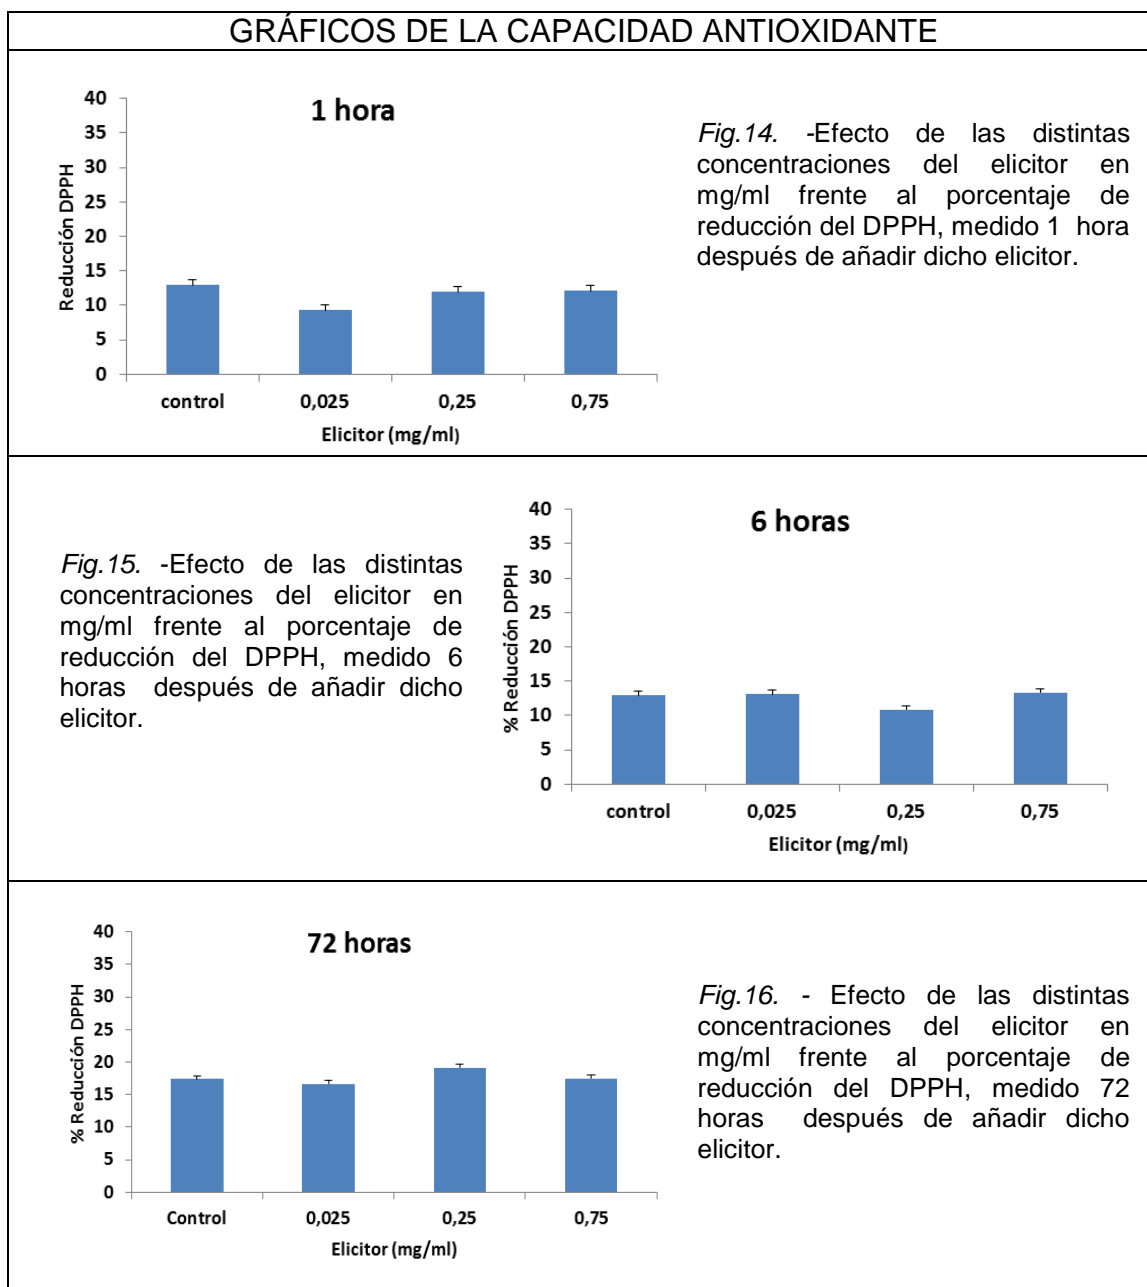 GRÁFICOS DE LA CAPACIDAD ANTIOXIDANTE
1 hora
40
35
30
25
20
15
10
5
0
Reducción DPPH
control 0,025 0,25 0,75
Elicitor (mg/ml)
Fig.14. -Efecto de las distintas
concentraciones del elicitor en
mg/ml frente al porcentaje de
reducción del DPPH, medido 1 hora
después de añadir dicho elicitor.
Fig.15. -Efecto de las distintas
concentraciones del elicitor en
mg/ml frente al porcentaje de
reducción del DPPH, medido 6
horas después de añadir dicho
elicitor.
6 horas
40
35
30
25
20
15
10
5
0
% Reducción DPPH
control 0,025 0,25 0,75
Elicitor (mg/ml)
72 horas
40
35
30
25
20
15
10
5
0
% Reducción DPPH
Control 0,025 0,25 0,75
Elicitor (mg/ml)
Fig.16. - Efecto de las distintas
concentraciones del elicitor en
mg/ml frente al porcentaje de
reducción del DPPH, medido 72
horas después de añadir dicho
elicitor.